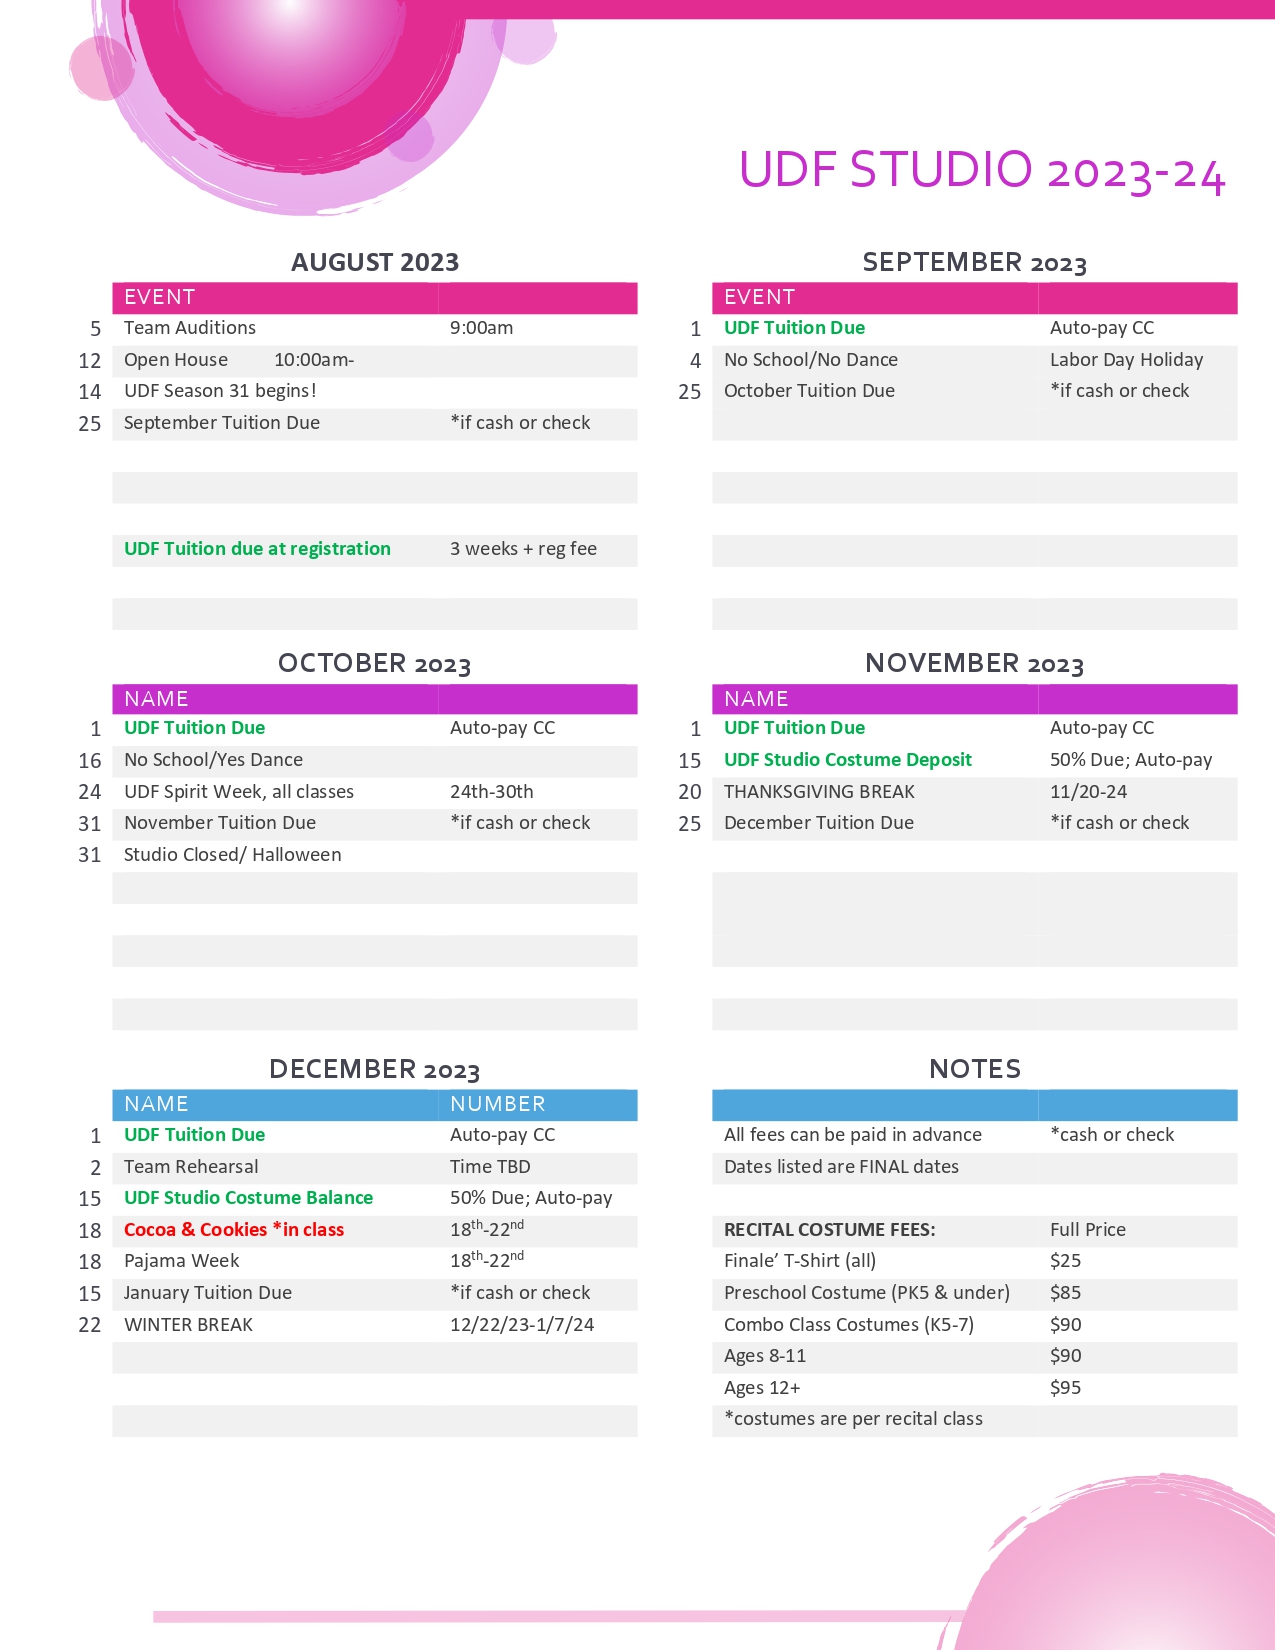 UDF STUDIO 2023-24
AUGUST 2023
EVENT
5 Team Auditions 9:00am
12 Open House 10:00am-
14 UDF Season 31 begins!
25 September Tuition Due *if cash or check
UDF Tuition due at registration 3 weeks + reg fee
SEPTEMBER 2023
EVENT
1 UDF Tuition Due Auto-pay CC
4 No School/No Dance Labor Day Holiday
25 October Tuition Due *if cash or check
OCTOBER 2023
NAME
1 UDF Tuition Due Auto-pay CC
16 No School/Yes Dance
24 UDF Spirit Week, all classes 24th-30th
31 November Tuition Due *if cash or check
31 Studio Closed/ Halloween
NOVEMBER 2023
NAME
1 UDF Tuition Due Auto-pay CC
15 UDF Studio Costume Deposit 50% Due; Auto-pay
20 THANKSGIVING BREAK 11/20-24
25 December Tuition Due *if cash or check
DECEMBER 2023
NAME NUMBER
1 UDF Tuition Due Auto-pay CC
2 Team Rehearsal Time TBD
15 UDF Studio Costume Balance 50% Due; Auto-pay
18 Cocoa & Cookies *in class 18th-22nd
18 Pajama Week 18th-22nd
15 January Tuition Due *if cash or check
22 WINTER BREAK 12/22/23-1/7/24
NOTES
All fees can be paid in advance *cash or check
Dates listed are FINAL dates
RECITAL COSTUME FEES: Full Price
Finale’ T-Shirt (all) $25
Preschool Costume (PK5 & under) $85
Combo Class Costumes (K5-7) $90
Ages 8-11 $90
Ages 12+ $95
*costumes are per recital class